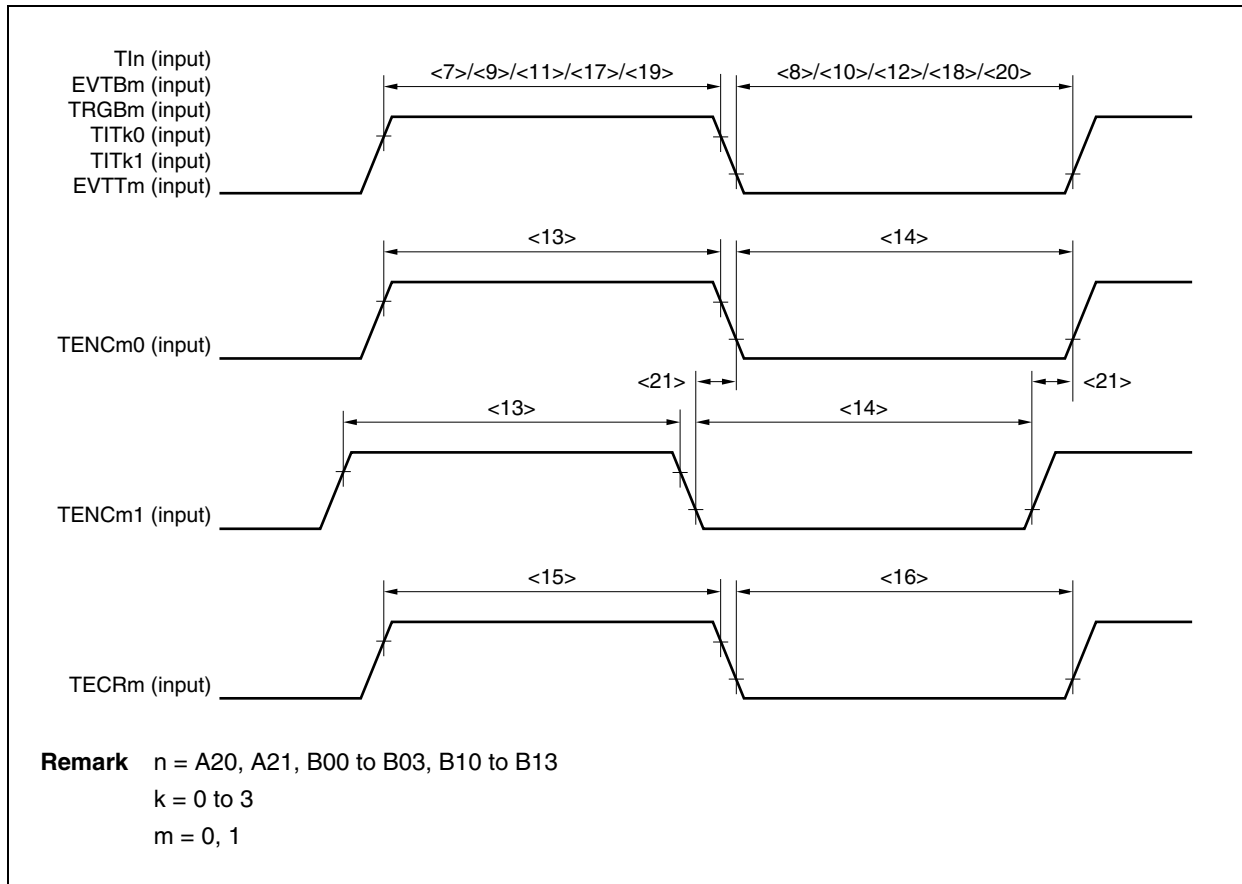 TIn (input)
EVTBm (input)
TRGBm (input)
TITk0 (input)
TITk1 (input)
EVTTm (input)
<7>/<9>/<11>/<17>/<19>
<8>/<10>/<12>/<18>/<20>
<13>
<14>
TENCm0 (input)
<21>
<21>
<13>
<14>
TENCm1 (input)
<15>
<16>
TECRm (input)
Remark n = A20, A21, B00 to B03, B10 to B13
k = 0 to 3
m = 0, 1